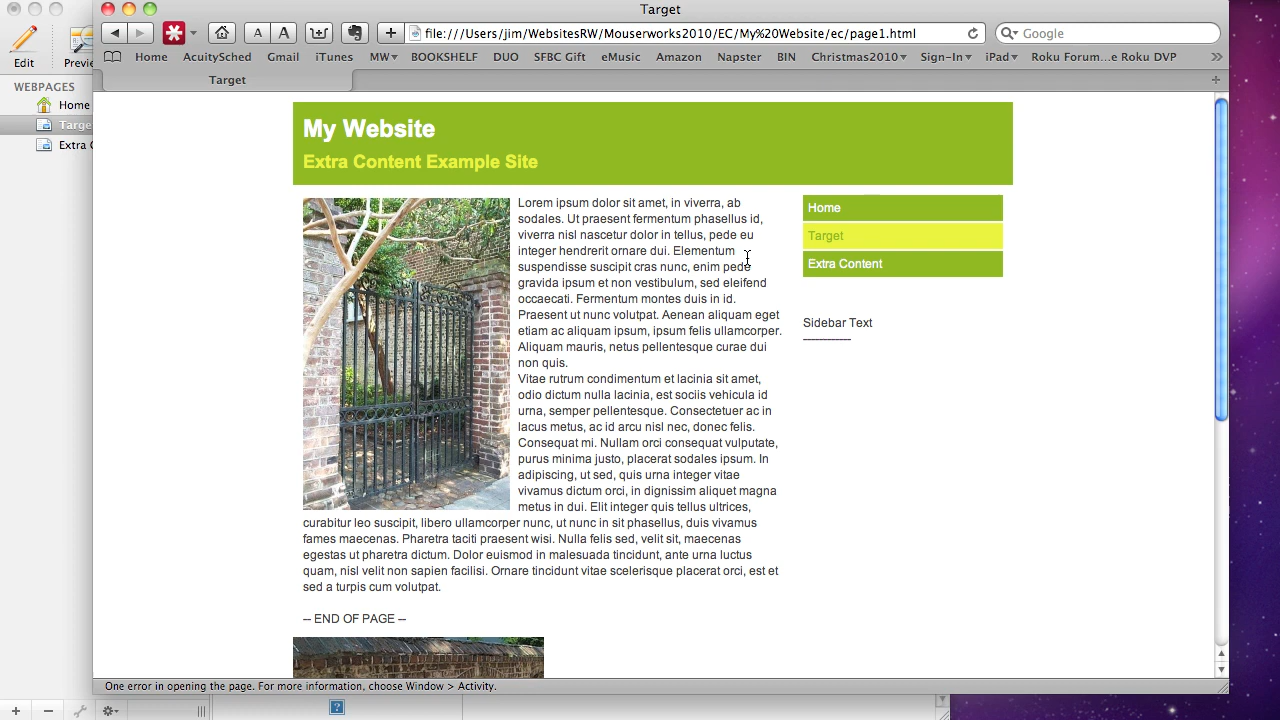 Target
Edit
Previe
file:///Users/jim/WebsitesRW/Mouserworks2010/EC/My%20Website/ec/page1.html
Google
Home AcuitySched Gmail iTunes MW BOOKSHELF DUO SFBC Gift eMusic Amazon Napster BIN Christmas2010 Sign-In iPad Roku Forum...e Roku DVP
Target
WEBPAGES
Home
Targe
Extra C
My Website
Extra Content Example Site
Lorem ipsum dolor sit amet, in viverra, ab
sodales. Ut praesent fermentum phasellus id,
viverra nisl nascetur dolor in tellus, pede eu
integer hendrerit ornare dui. Elementum
suspendisse suscipit cras nunc, enim pede
gravida ipsum et non vestibulum, sed eleifend
occaecati. Fermentum montes duis in id.
Praesent ut nunc volutpat. Aenean aliquam eget
etiam ac aliquam ipsum, ipsum felis ullamcorper.
Aliquam mauris, netus pellentesque curae dui
non quis.
Vitae rutrum condimentum et lacinia sit amet,
odio dictum nulla lacinia, est sociis vehicula id
urna, semper pellentesque. Consectetuer ac in
lacus metus, ac id arcu nisl nec, donec felis.
Consequat mi. Nullam orci consequat vulputate,
purus minima justo, placerat sodales ipsum. In
adipiscing, ut sed, quis urna integer vitae
vivamus dictum orci, in dignissim aliquet magna
metus in dui. Elit integer quis tellus ultrices,
curabitur leo suscipit, libero ullamcorper nunc, ut nunc in sit phasellus, duis vivamus
fames maecenas. Pharetra taciti praesent wisi. Nulla felis sed, velit sit, maecenas
egestas ut pharetra dictum. Dolor euismod in malesuada tincidunt, ante urna luctus
quam, nisl velit non sapien facilisi. Ornare tincidunt vitae scelerisque placerat orci, est et
sed a turpis cum volutpat.
-- END OF PAGE --
Home
Target
Extra Content
Sidebar Text
------------
One error in opening the page. For more information, choose Window > Activity.